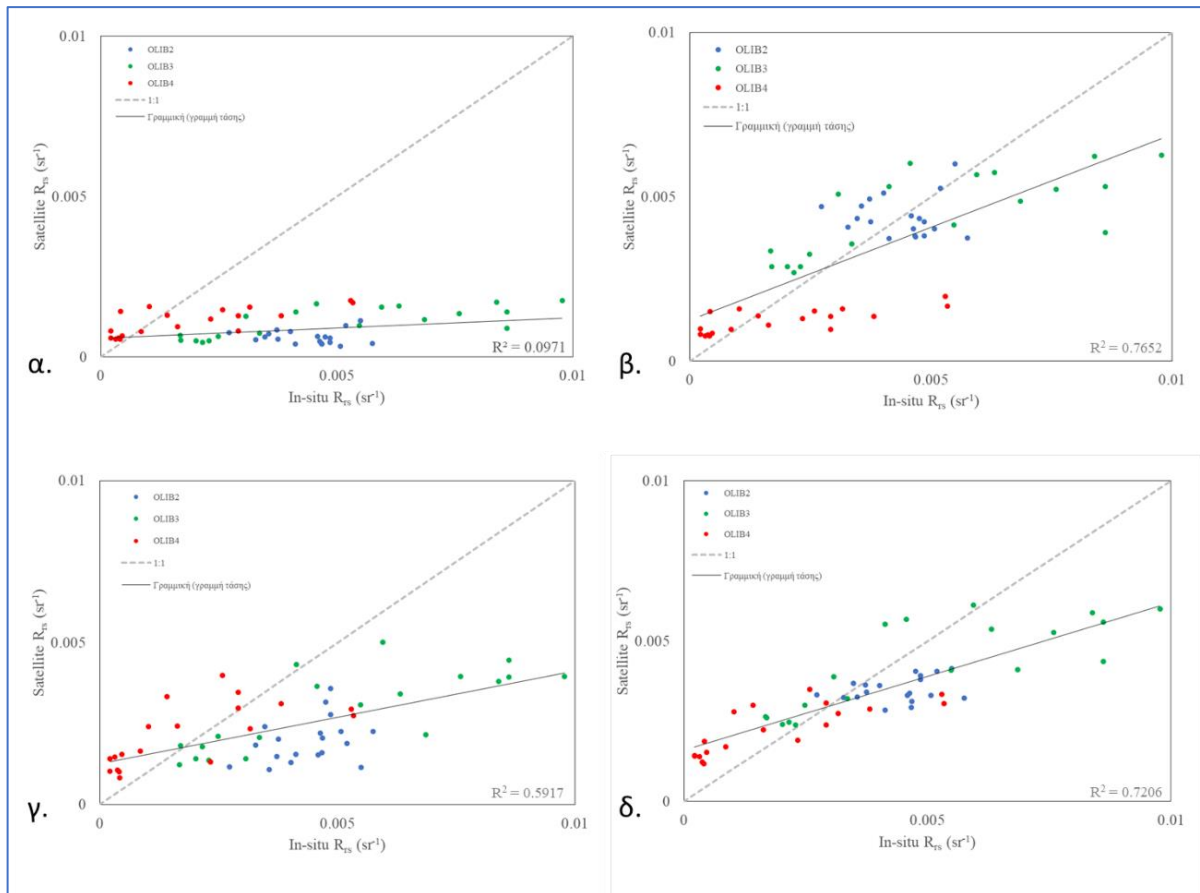 0.01
OLIB2
OLIB3
OLIB4
1:1
Γραμμική (γραμμή τάσης)
Satellite Rrs (sr-1)
0.005
0
R² = 0.0971
0
0.005
0.01
In-situ Rrs (sr-1)
α.
0.01
OLIB2
OLIB3
OLIB4
1:1
Γραμμική (γραμμή τάσης)
Satellite Rrs (sr-1)
0.005
0
R² = 0.7652
0
0.005
0.01
In-situ Rrs (sr-1)
β.
0.01
OLIB2
OLIB3
OLIB4
1:1
Γραμμική (γραμμή τάσης)
Satellite Rrs (sr-1)
0.005
0
R² = 0.5917
0
0.005
0.01
In-situ Rrs (sr-1)
γ.
0.01
OLIB2
OLIB3
OLIB4
1:1
Γραμμική (γραμμή τάσης)
Satellite Rrs (sr-1)
0.005
0
R² = 0.7206
0
0.005
0.01
In-situ Rrs (sr-1)
δ.